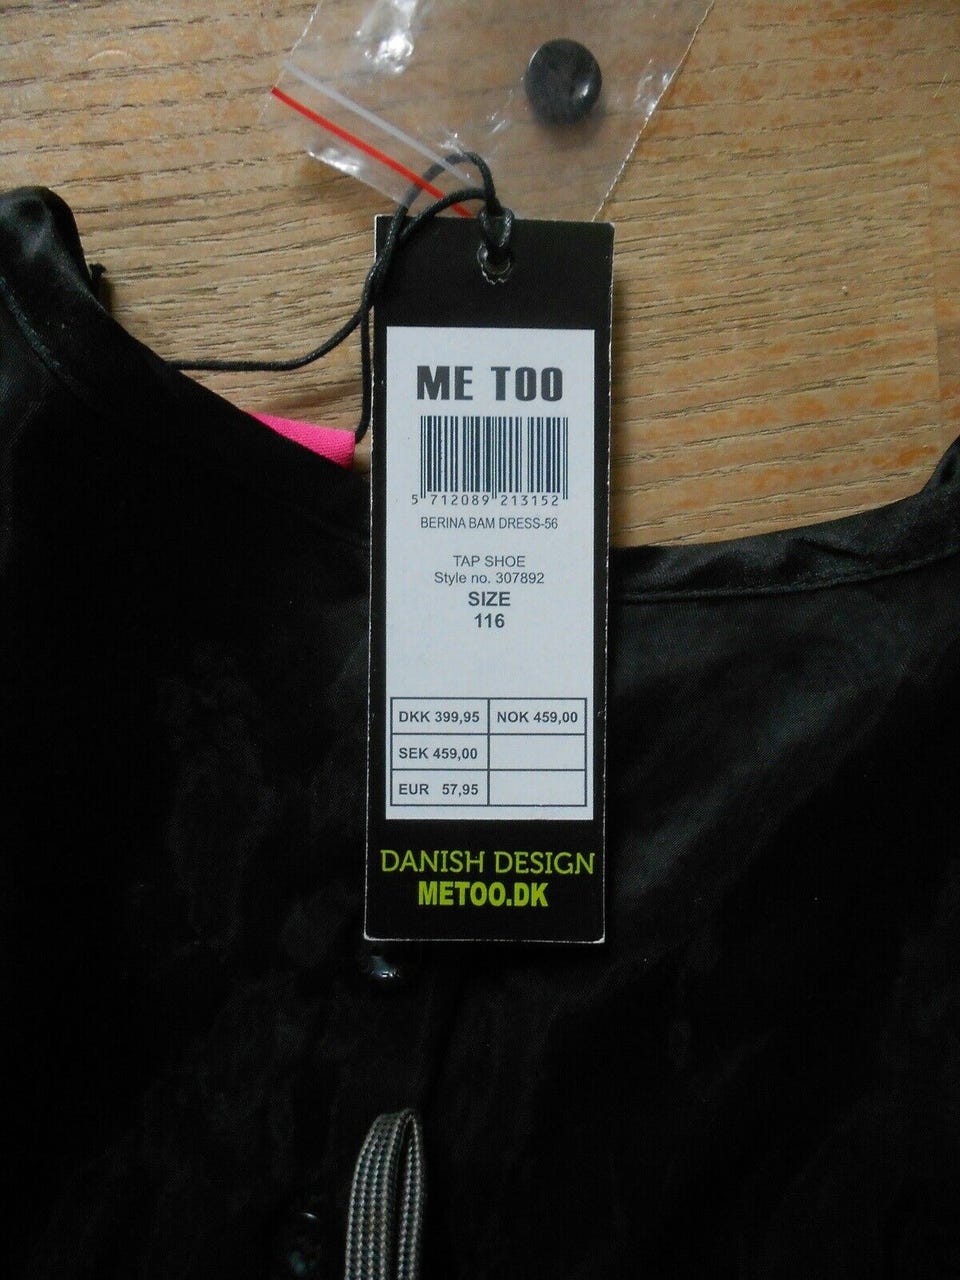 ME TOO
5 712089 213152
BERINA BAM DRESS-56
TAP SHOE
Style no. 307892
SIZE
116
DKK 399,95 NOK 459,00
SEK 459,00
EUR 57,95
DANISH DESIGN
METOO.DK